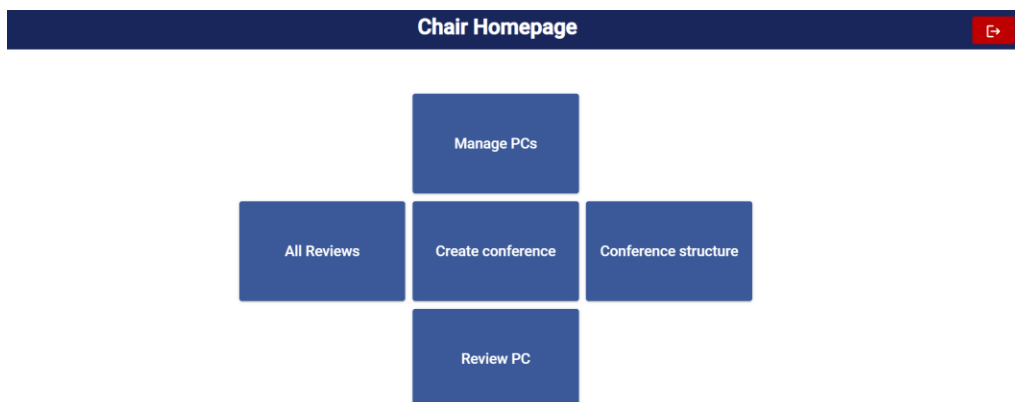 Chair Homepage
Manage PCs
All Reviews
Create conference
Conference structure
Review PC